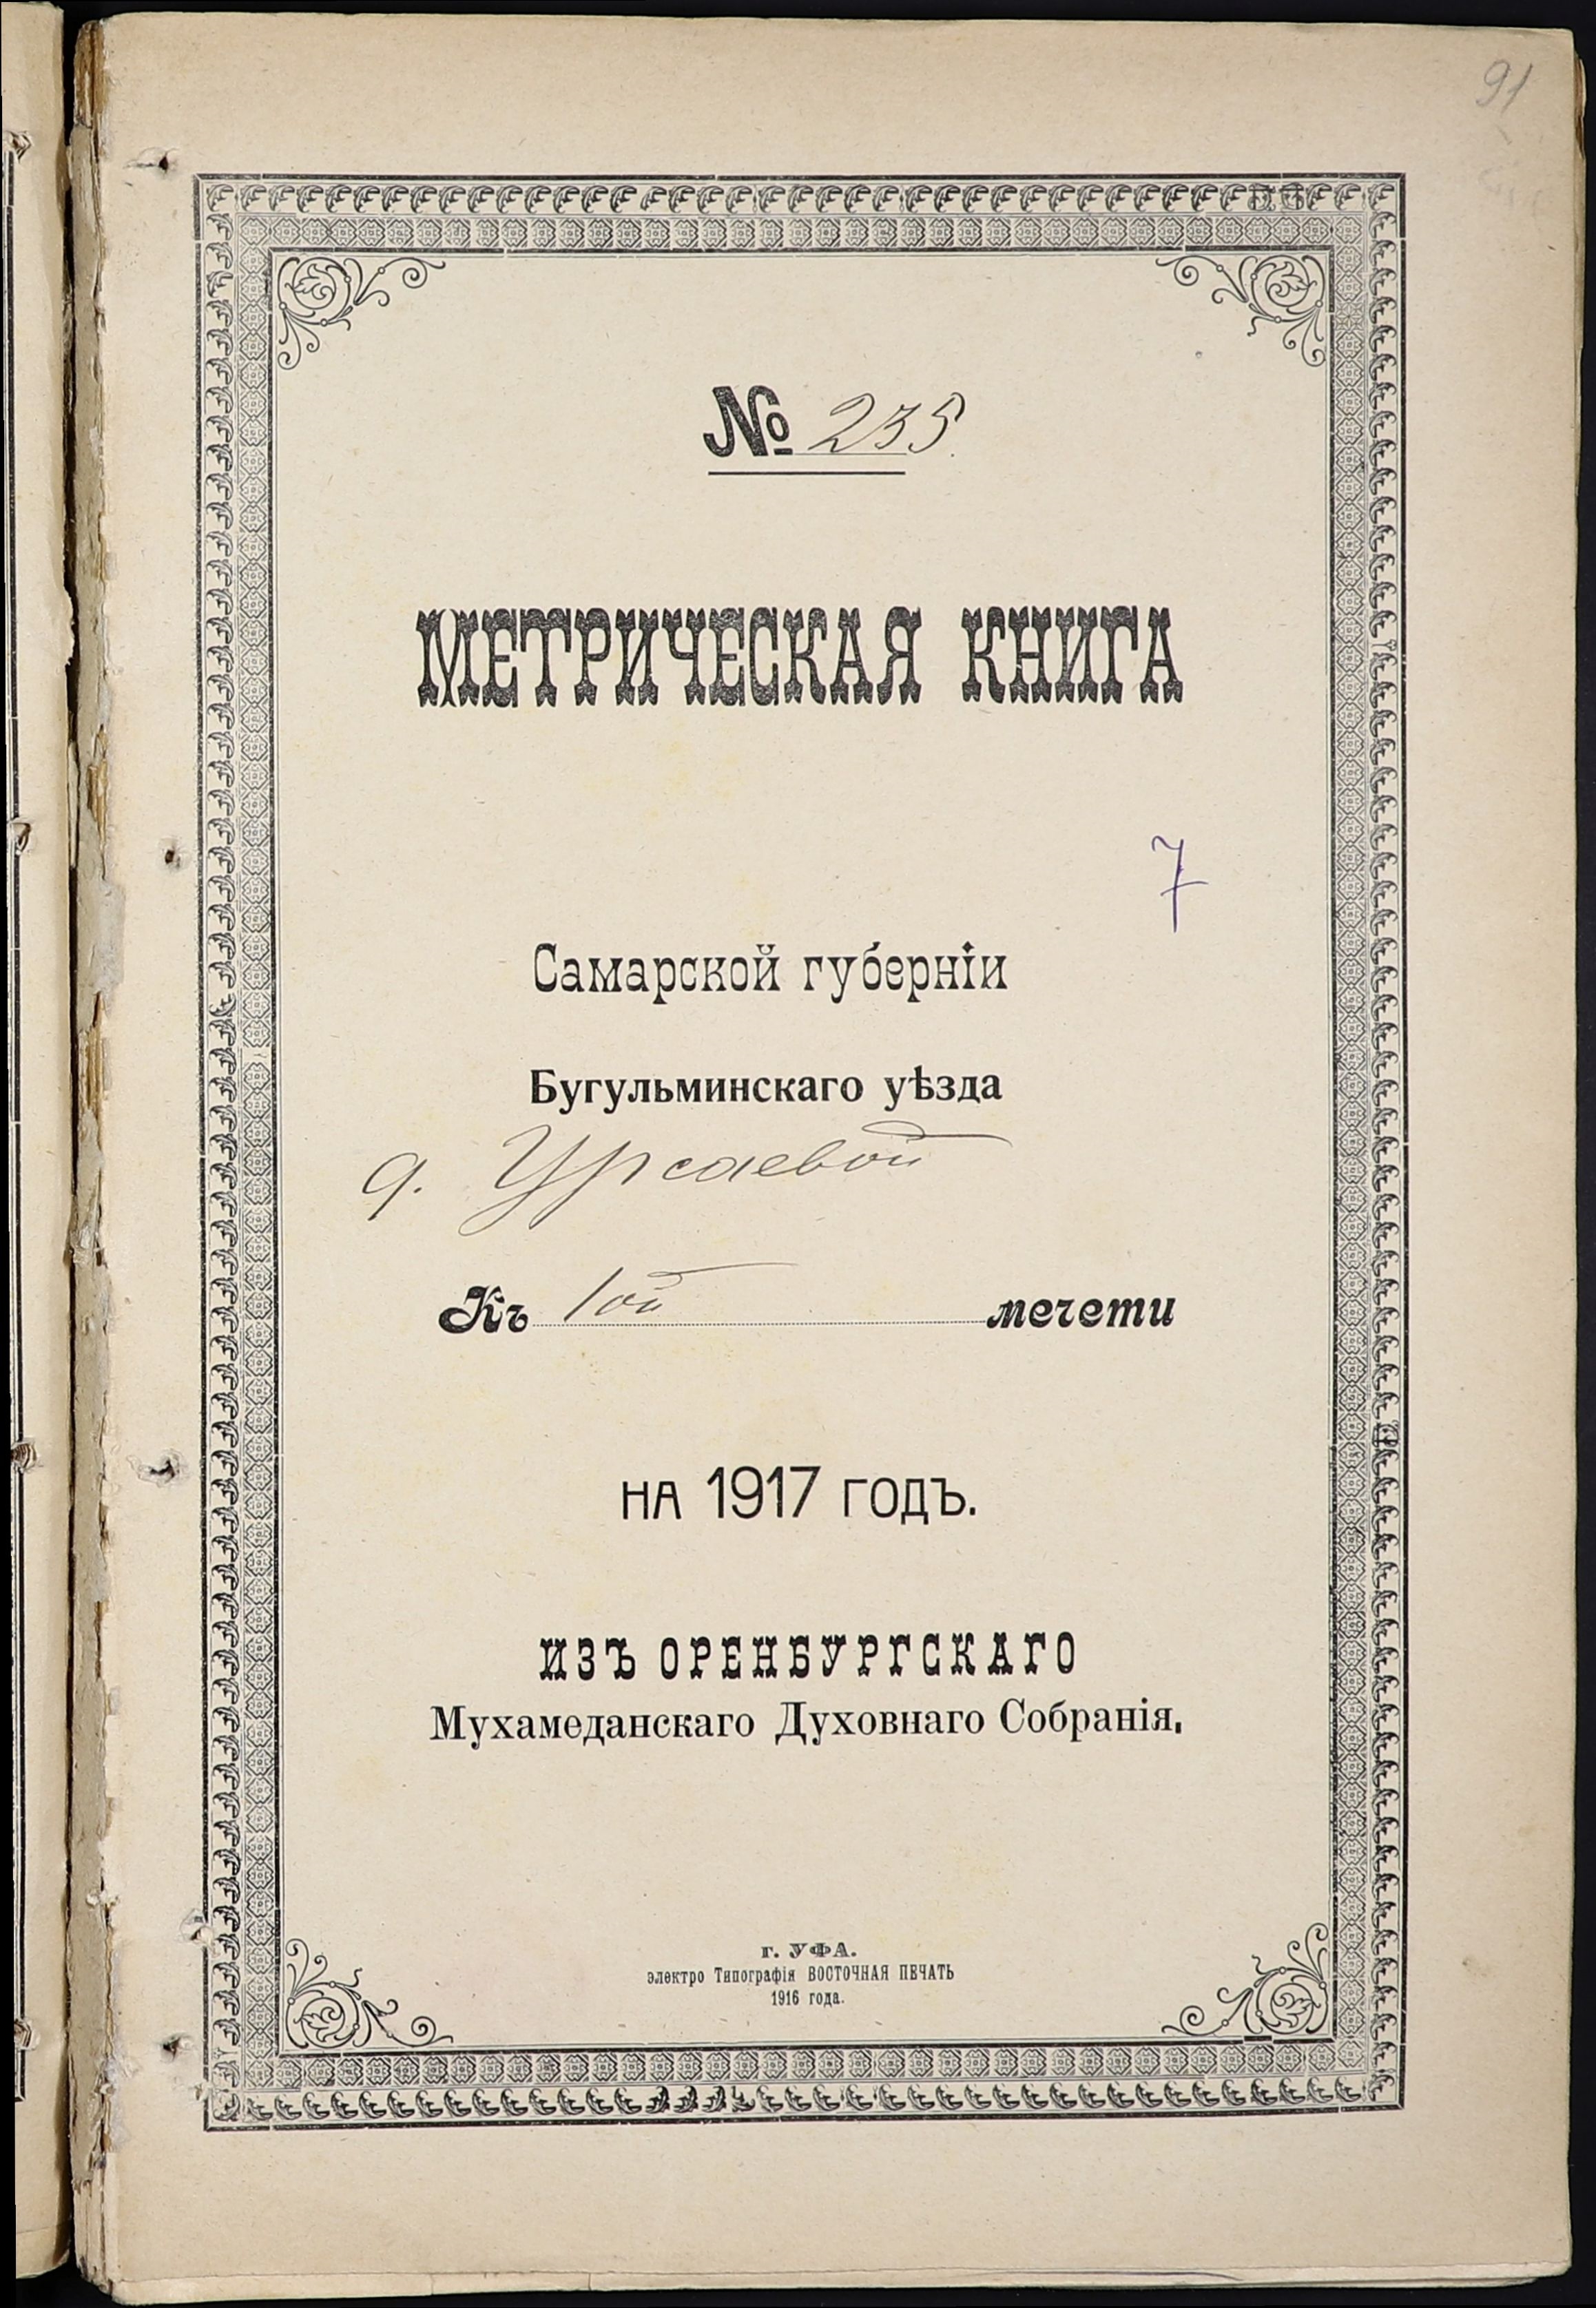 91
№ 235.
МЕТРИЧЕСКАЯ КНИГА
7
Самарской губерніи
Бугульминскаго уѣзда
д. Урсаевой
Къ 1ой мечети
на 1917 годъ.
ИЗЪ ОРЕНБУРГСКАГО
Мухамеданскаго Духовнаго Собранія.
г. УФА.
электро Типографія ВОСТОЧНАЯ ПЕЧАТЬ
1916 года.